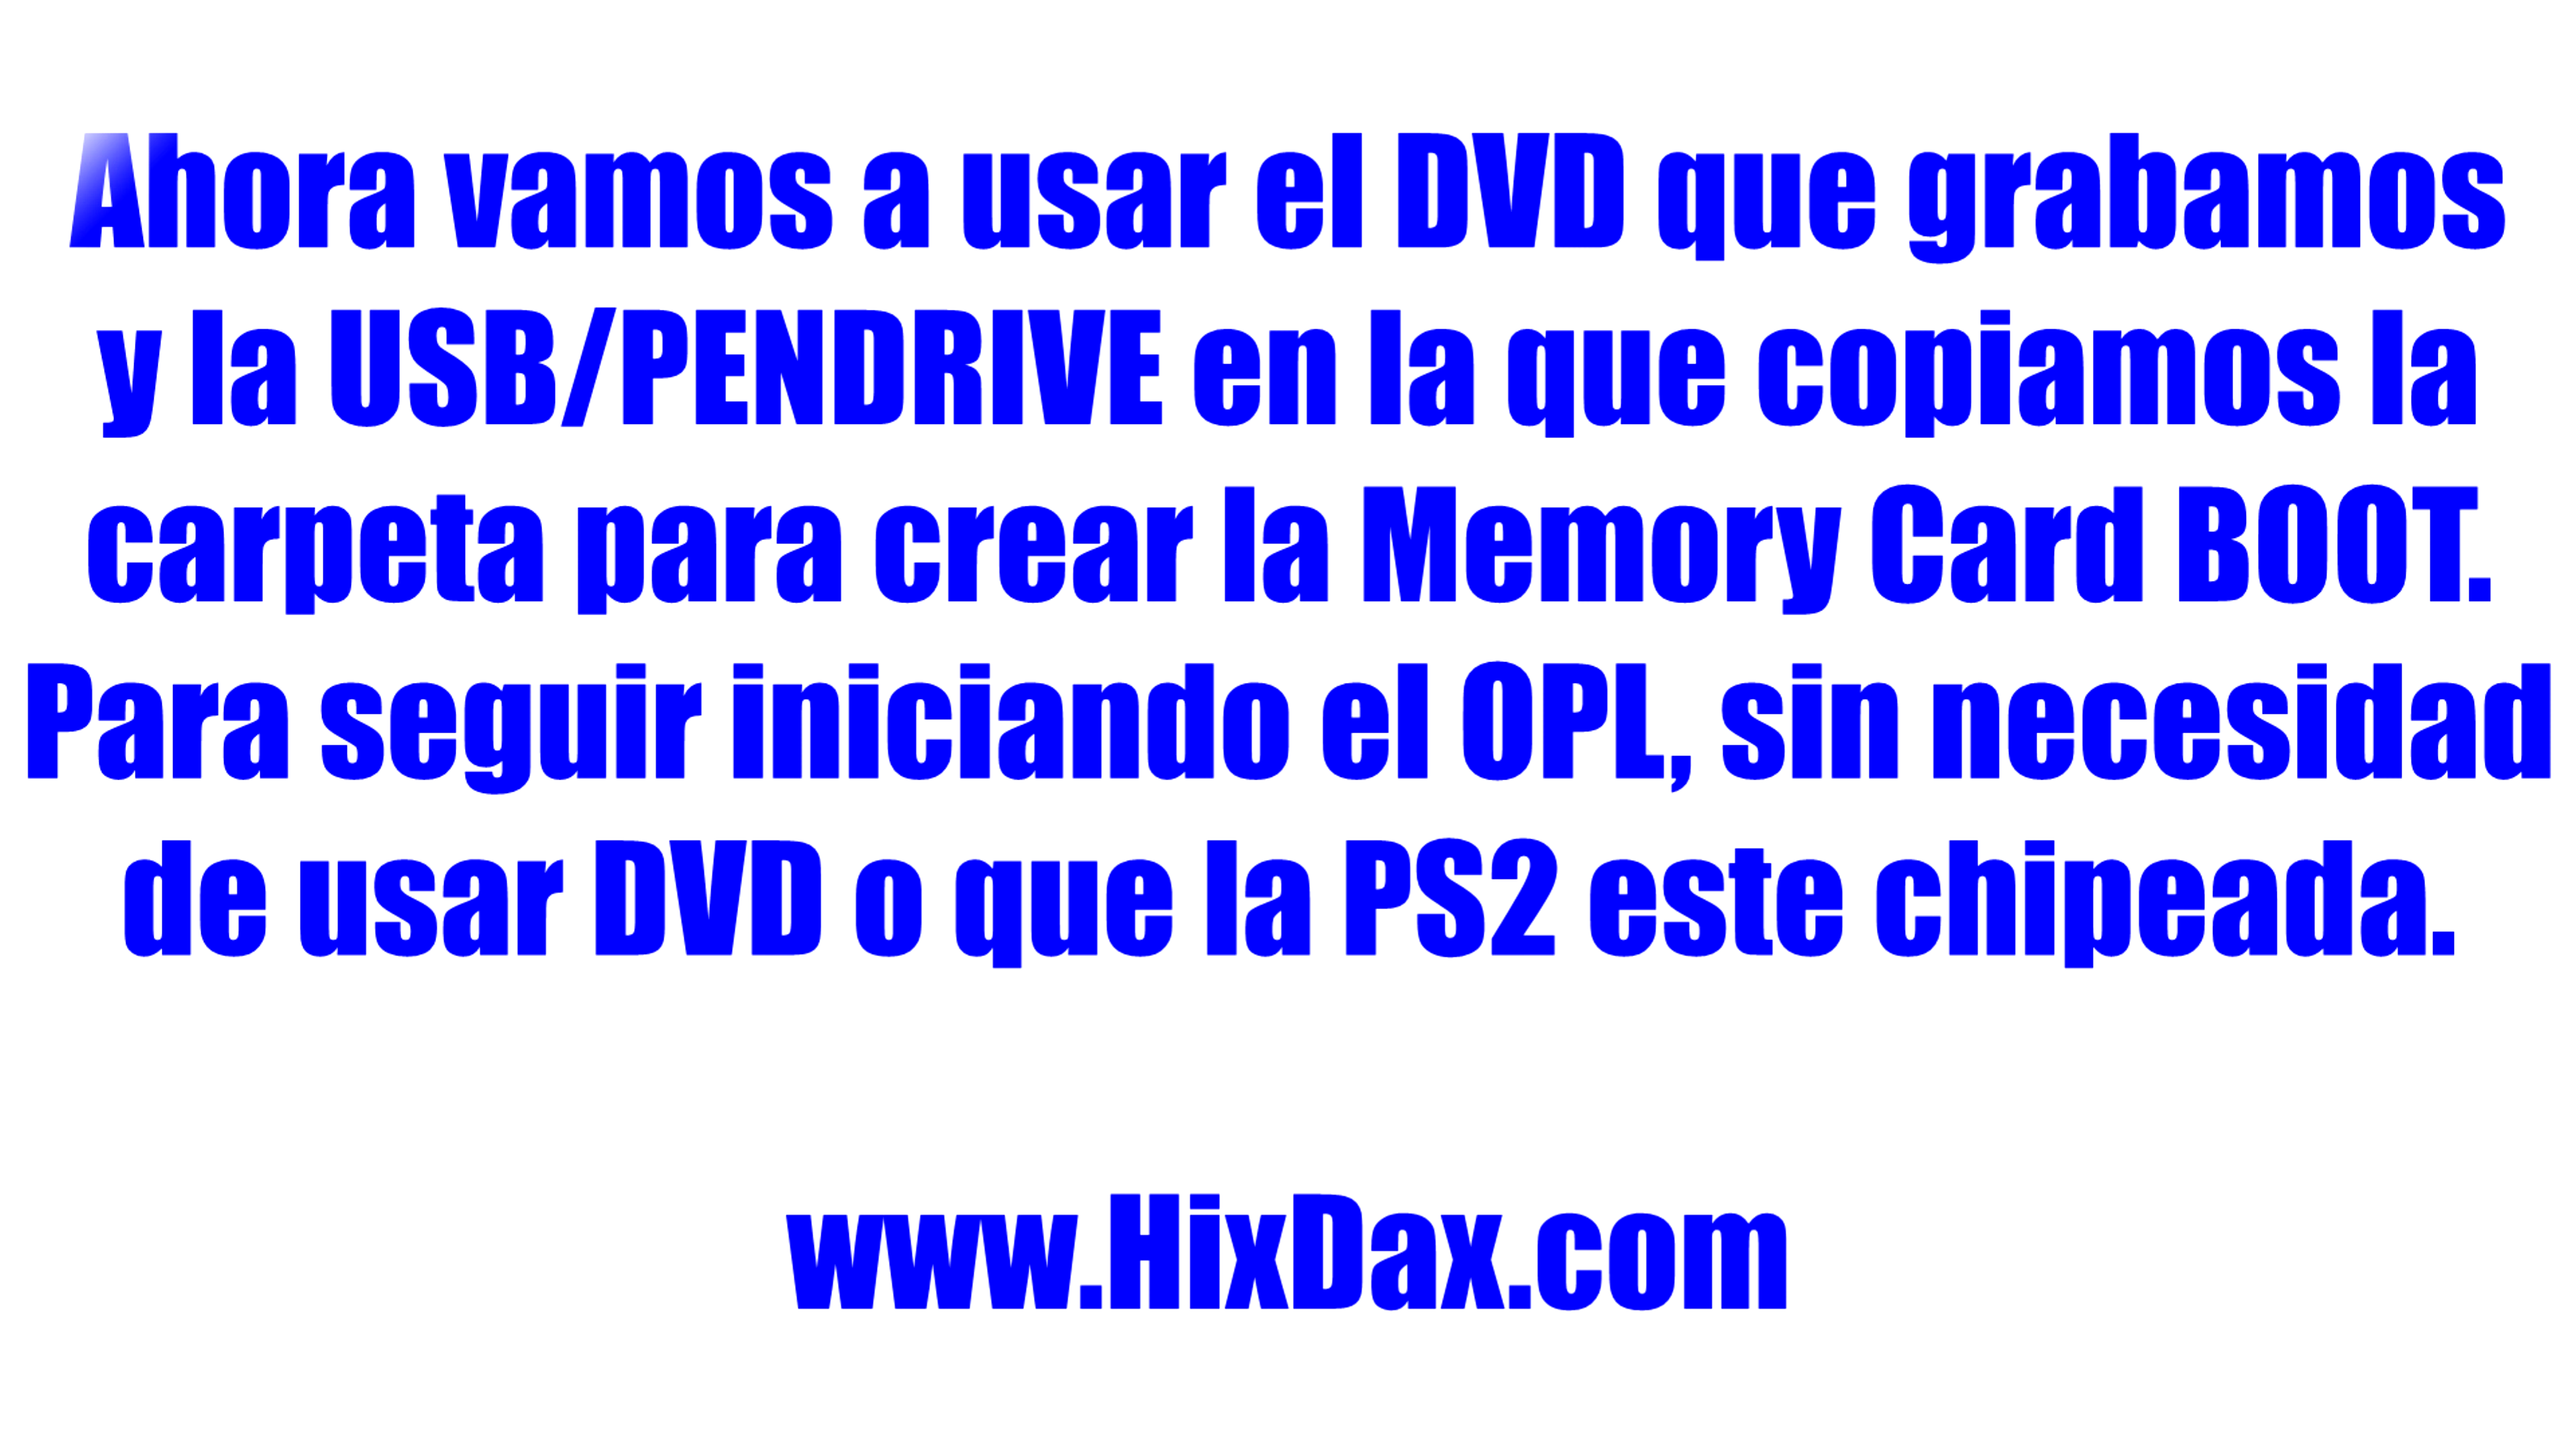 Ahora vamos a usar el DVD que grabamos
y la USB/PENDRIVE en la que copiamos la
carpeta para crear la Memory Card BOOT.
Para seguir iniciando el OPL, sin necesidad
de usar DVD o que la PS2 este chipeada.
www.HixDax.com